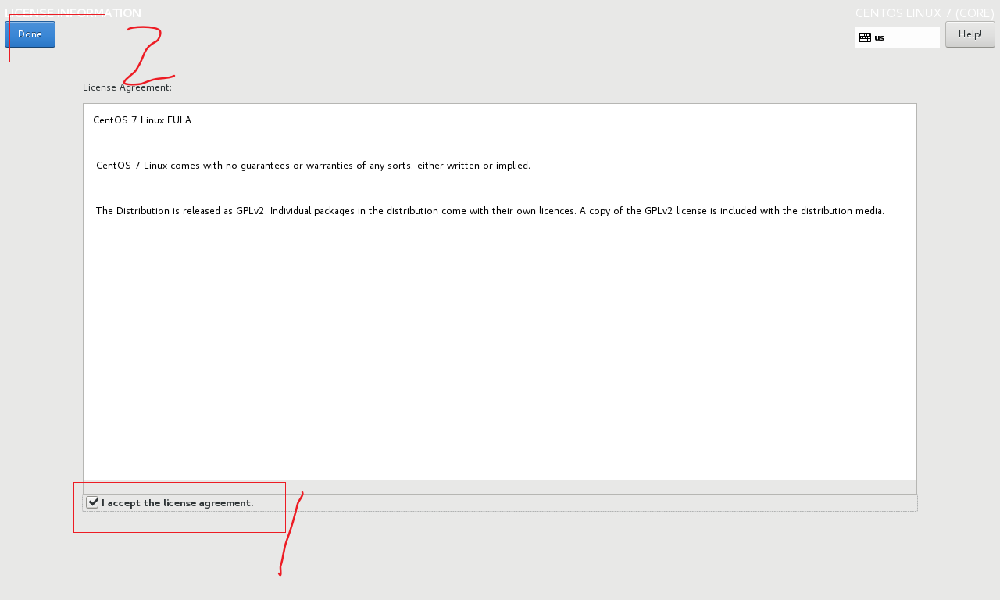 LICENSE INFORMATION
CENTOS LINUX 7 (CORE)
Done
us
Help!
2
License Agreement:
CentOS 7 Linux EULA
CentOS 7 Linux comes with no guarantees or warranties of any sorts, either written or implied.
The Distribution is released as GPLv2. Individual packages in the distribution come with their own licences. A copy of the GPLv2 license is included with the distribution media.
I accept the license agreement.
1